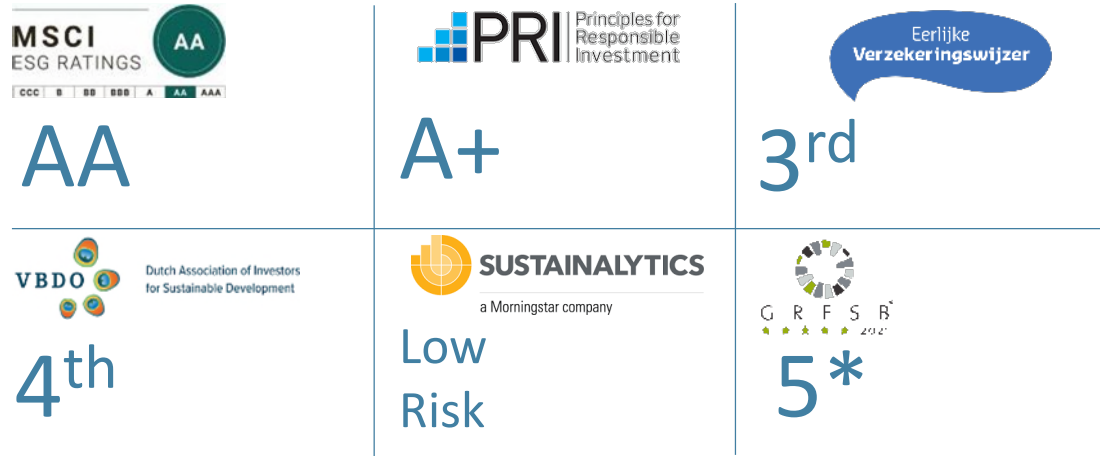 MSCI
ESG RATINGS
AA
CCC B BB BBB A AA AAA
AA
PRI
Principles for
Responsible
Investment
A+
Eerlijke
Verzekeringswijzer
3rd
VBDO
Dutch Association of Investors
for Sustainable Development
4th
SUSTAINALYTICS
a Morningstar company
Low
Risk
GRFSB
5*